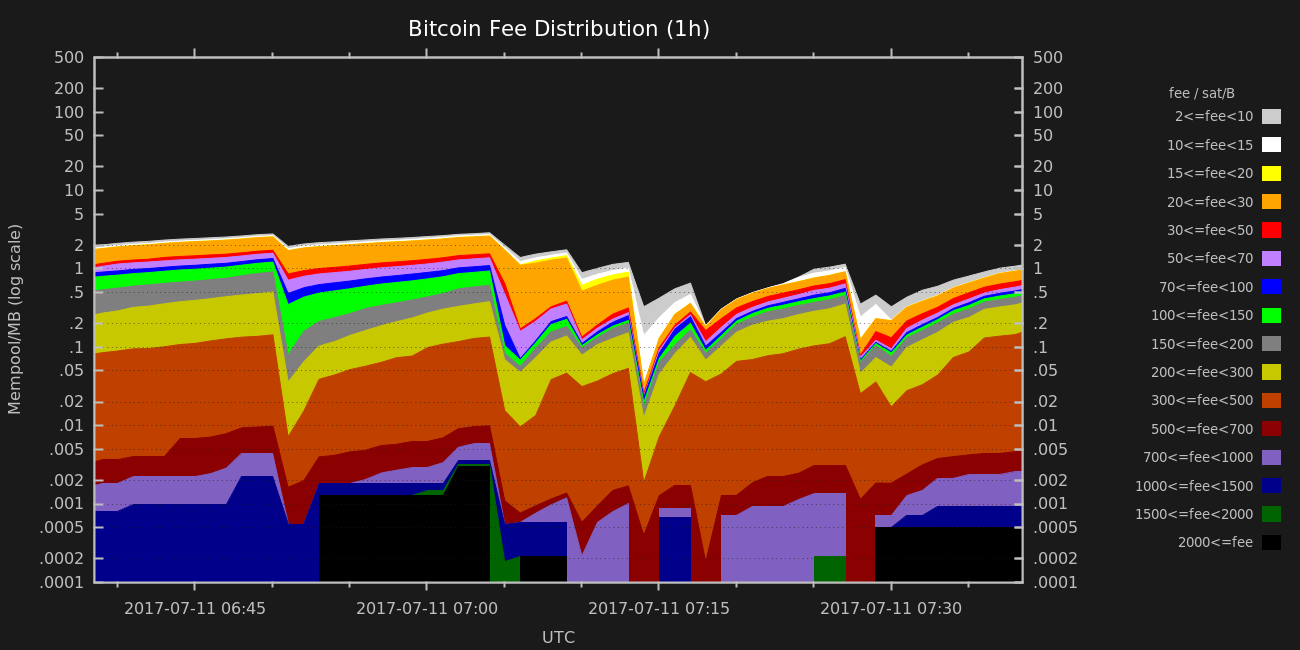 Bitcoin Fee Distribution (1h)
500 500
200 200
100 100
50 50
20 20
10 10
5 5
2 2
1 1
.5 .5
.2 .2
.1 .1
.05 .05
.02 .02
.01 .01
.005 .005
.002 .002
.001 .001
.0005 .0005
.0002 .0002
.0001 .0001
Mempool/MB (log scale)
2017-07-11 06:45 2017-07-11 07:00 2017-07-11 07:15 2017-07-11 07:30
UTC
fee / sat/B
2<=fee<10
10<=fee<15
15<=fee<20
20<=fee<30
30<=fee<50
50<=fee<70
70<=fee<100
100<=fee<150
150<=fee<200
200<=fee<300
300<=fee<500
500<=fee<700
700<=fee<1000
1000<=fee<1500
1500<=fee<2000
2000<=fee